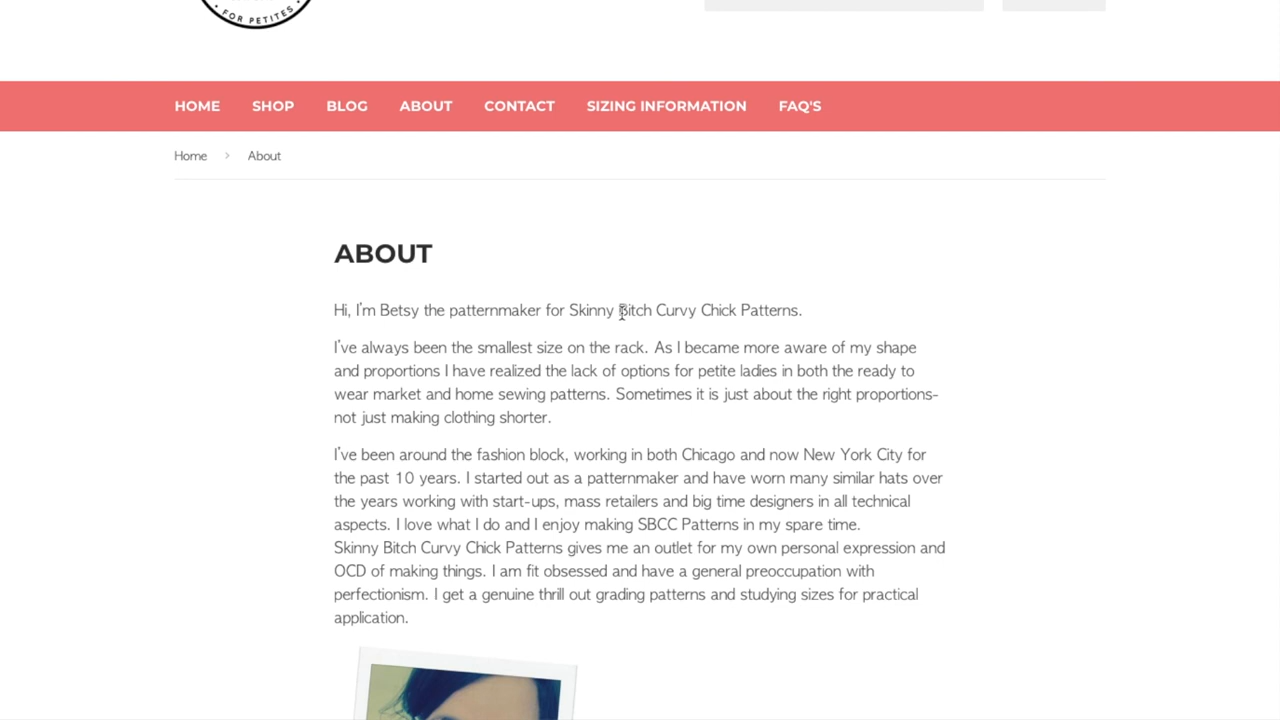 · FOR PETITES ·
HOME SHOP BLOG ABOUT CONTACT SIZING INFORMATION FAQ'S
Home › About
ABOUT
Hi, I'm Betsy the patternmaker for Skinny Bitch Curvy Chick Patterns.
I've always been the smallest size on the rack. As I became more aware of my shape
and proportions I have realized the lack of options for petite ladies in both the ready to
wear market and home sewing patterns. Sometimes it is just about the right proportions-
not just making clothing shorter.
I've been around the fashion block, working in both Chicago and now New York City for
the past 10 years. I started out as a patternmaker and have worn many similar hats over
the years working with start-ups, mass retailers and big time designers in all technical
aspects. I love what I do and I enjoy making SBCC Patterns in my spare time.
Skinny Bitch Curvy Chick Patterns gives me an outlet for my own personal expression and
OCD of making things. I am fit obsessed and have a general preoccupation with
perfectionism. I get a genuine thrill out grading patterns and studying sizes for practical
application.